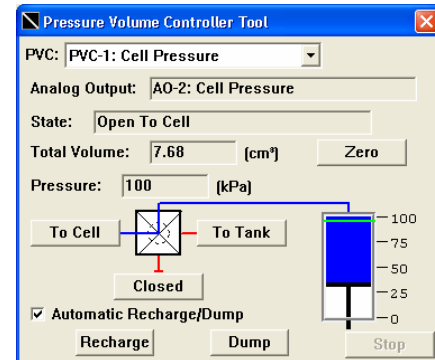 Pressure Volume Controller Tool
PVC: PVC-1: Cell Pressure
Analog Output: AO-2: Cell Pressure
State: Open To Cell
Total Volume: 7.68 (cm³) Zero
Pressure: 100 (kPa)
To Cell To Tank
Closed
100
75
50
25
0
Automatic Recharge/Dump
Recharge Dump Stop